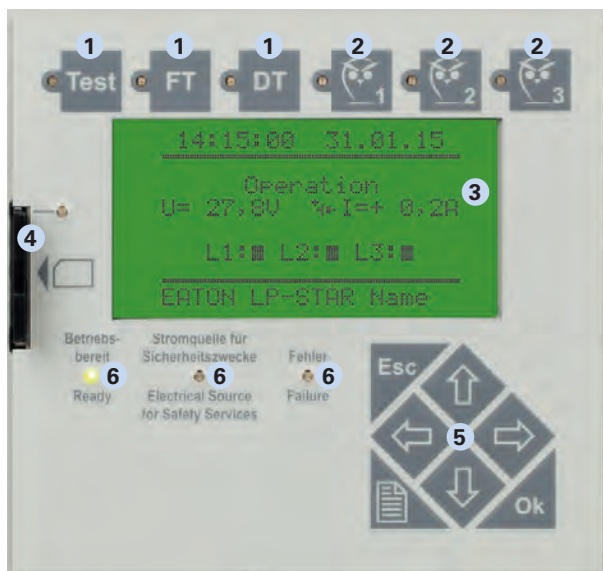 1 1 1 2 2 2
Test FT DT 1 2 3
14:15:00 31.01.15
Operation
U= 27,8V I=+ 0,2A
3
4
L1: L2: L3:
EATON LP-STAR Name
Betriebs-
bereit
6
Ready
Stromquelle für
Sicherheitszwecke
6
Electrical Source
for Safety Services
Fehler
6
Failure
Esc
5
Ok